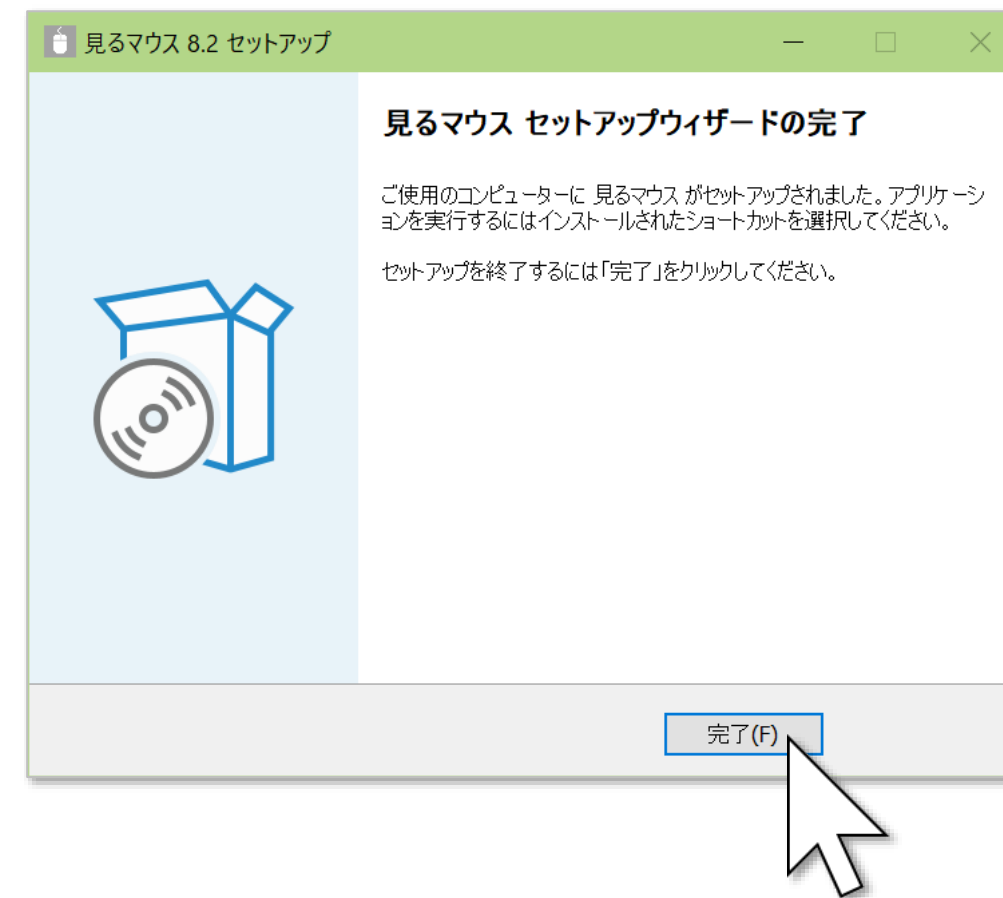 見るマウス 8.2 セットアップ
見るマウス セットアップウィザードの完了
ご使用のコンピューターに 見るマウス がセットアップされました。アプリケーシ
ョンを実行するにはインストールされたショートカットを選択してください。
セットアップを終了するには「完了」をクリックしてください。
完了(F)